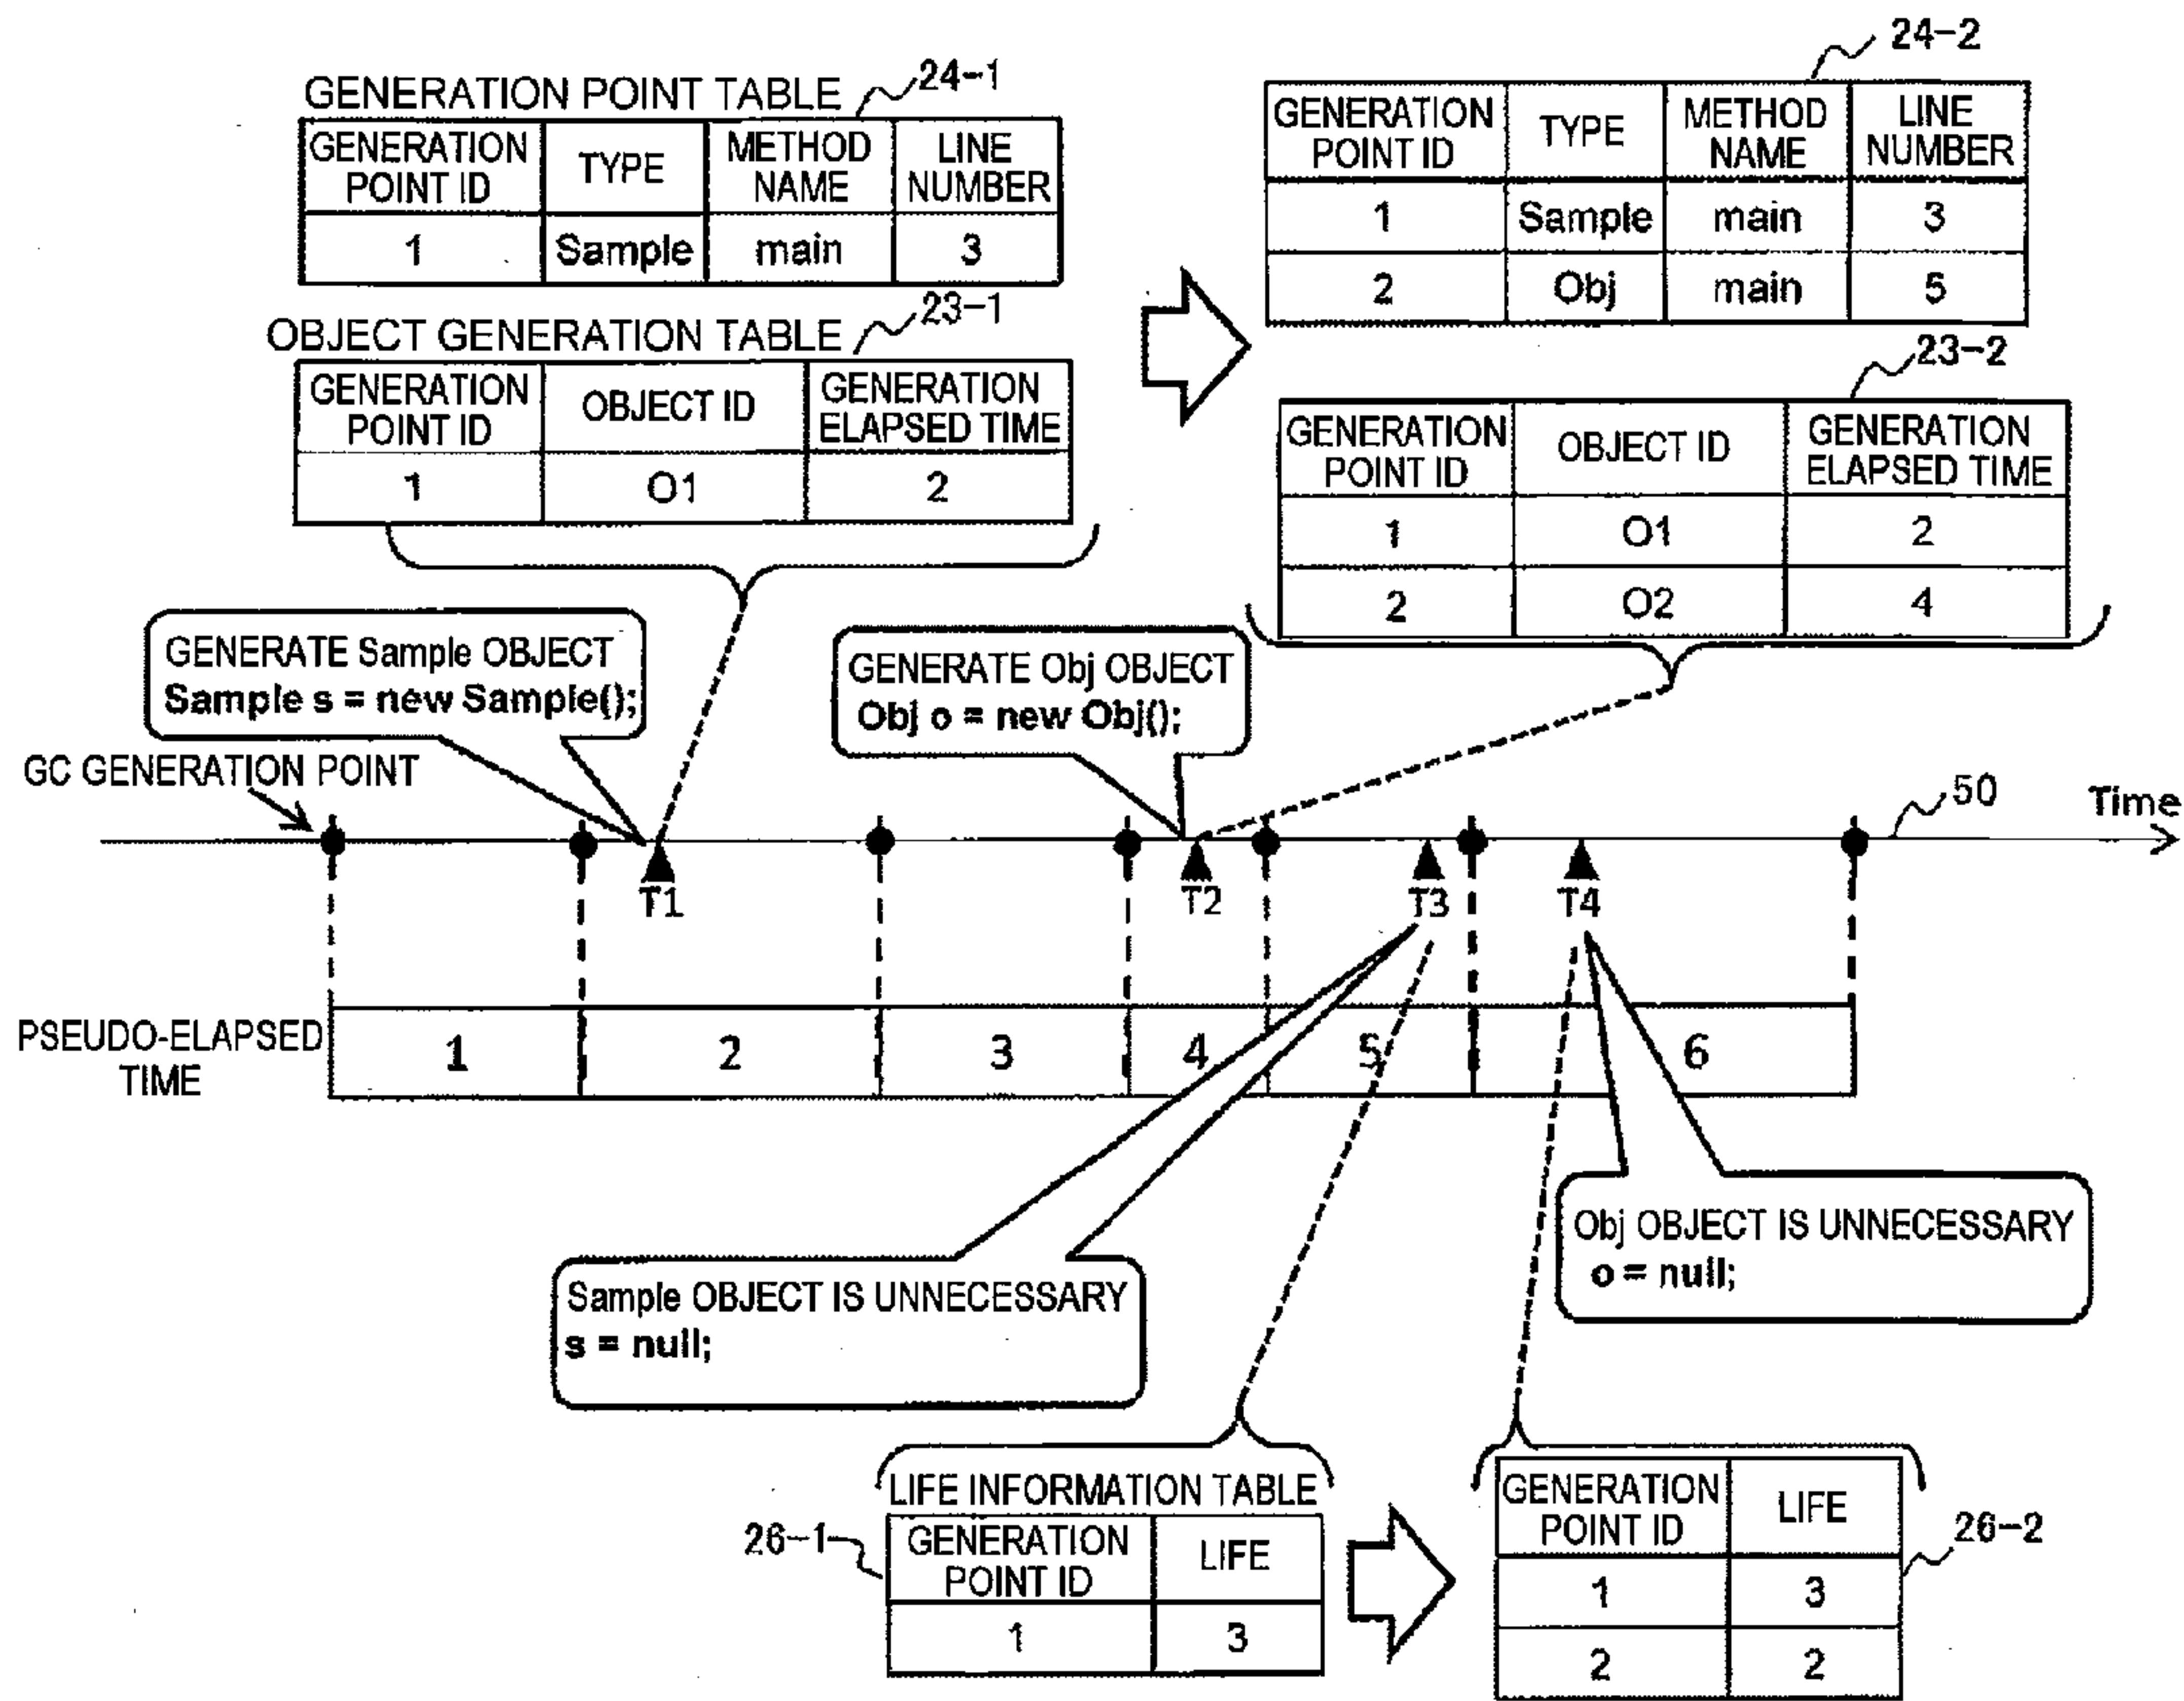 24-1
GENERATION POINT TABLE
GENERATION POINT ID TYPE METHOD NAME LINE NUMBER
1 Sample main 3
23-1
OBJECT GENERATION TABLE
GENERATION POINT ID OBJECT ID GENERATION ELAPSED TIME
1 O1 2
24-2
GENERATION POINT ID TYPE METHOD NAME LINE NUMBER
1 Sample main 3
2 Obj main 5
23-2
GENERATION POINT ID OBJECT ID GENERATION ELAPSED TIME
1 O1 2
2 O2 4
GENERATE Sample OBJECT
Sample s = new Sample();
GENERATE Obj OBJECT
Obj o = new Obj();
GC GENERATION POINT
50
Time
T1 T2 T3 T4
PSEUDO-ELAPSED
TIME
1 2 3 4 5 6
Sample OBJECT IS UNNECESSARY
s = null;
Obj OBJECT IS UNNECESSARY
o = null;
LIFE INFORMATION TABLE
26-1
GENERATION POINT ID LIFE
1 3
26-2
GENERATION POINT ID LIFE
1 3
2 2